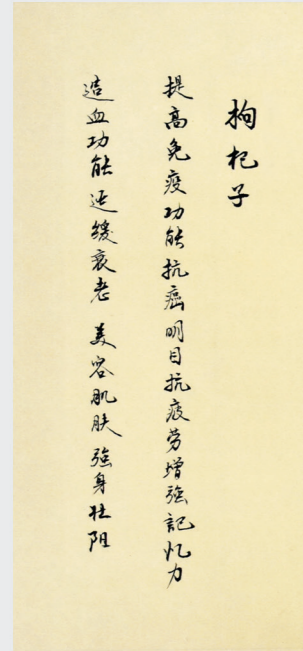 枸杞子
提高免疫功能抗癌明目抗疲劳增强記忆力
造血功能延缓衰老 美容肌肤 强身壮阳